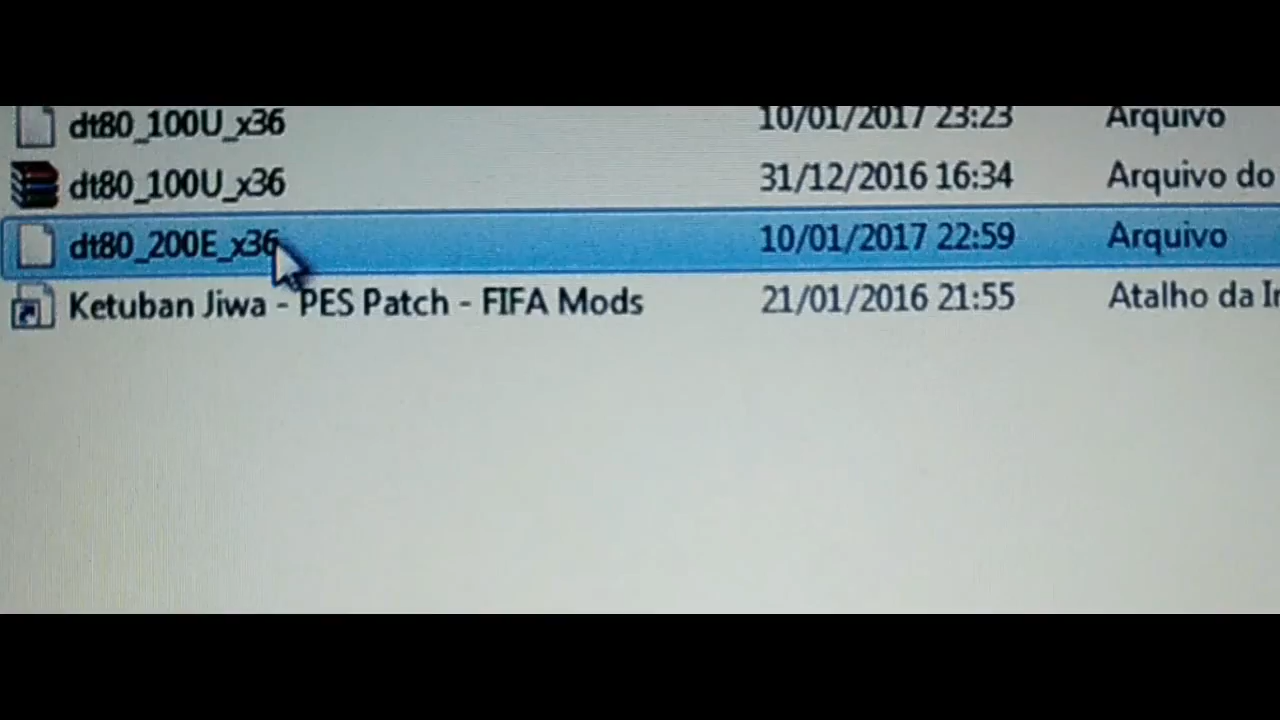 dt80_100U_x36 10/01/2017 23:23 Arquivo
dt80_100U_x36 31/12/2016 16:34 Arquivo do
dt80_200E_x36 10/01/2017 22:59 Arquivo
Ketuban Jiwa - PES Patch - FIFA Mods 21/01/2016 21:55 Atalho da